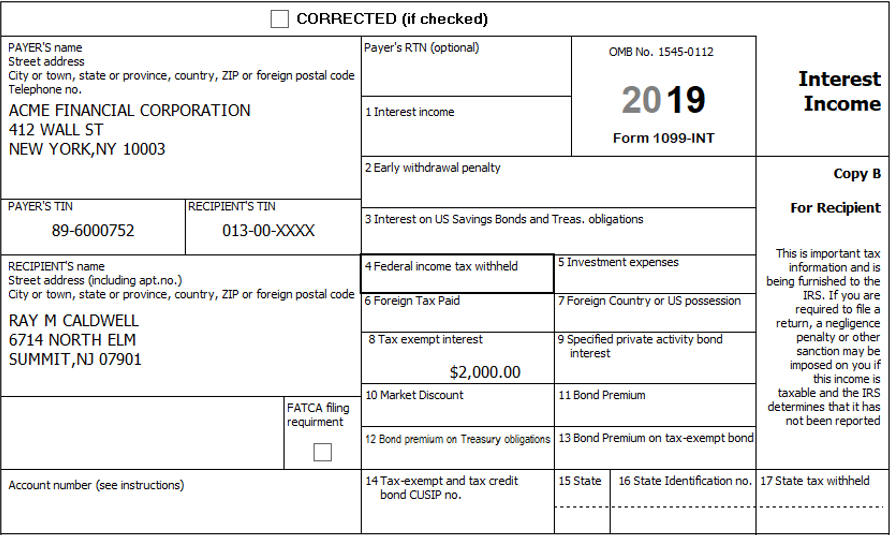 CORRECTED (if checked)
PAYER'S name
Street address
City or town, state or province, country, ZIP or foreign postal code
Telephone no.
ACME FINANCIAL CORPORATION
412 WALL ST
NEW YORK,NY 10003
Payer's RTN (optional)
1 Interest income
OMB No. 1545-0112
2019
Form 1099-INT
Interest
Income
2 Early withdrawal penalty
Copy B
For Recipient
PAYER'S TIN
89-6000752
RECIPIENT'S TIN
013-00-XXXX
3 Interest on US Savings Bonds and Treas. obligations
This is important tax
information and is
being furnished to the
IRS. If you are
required to file a
return, a negligence
penalty or other
sanction may be
imposed on you if
this income is
taxable and the IRS
determines that it has
not been reported
RECIPIENT'S name
Street address (including apt.no.)
City or town, state or province, country, ZIP or foreign postal code
RAY M CALDWELL
6714 NORTH ELM
SUMMIT,NJ 07901
4 Federal income tax withheld
5 Investment expenses
6 Foreign Tax Paid
7 Foreign Country or US possession
8 Tax exempt interest
$2,000.00
9 Specified private activity bond
interest
10 Market Discount
11 Bond Premium
FATCA filing
requirment
12 Bond premium on Treasury obligations
13 Bond Premium on tax-exempt bond
Account number (see instructions)
14 Tax-exempt and tax credit
bond CUSIP no.
15 State
16 State Identification no.
17 State tax withheld